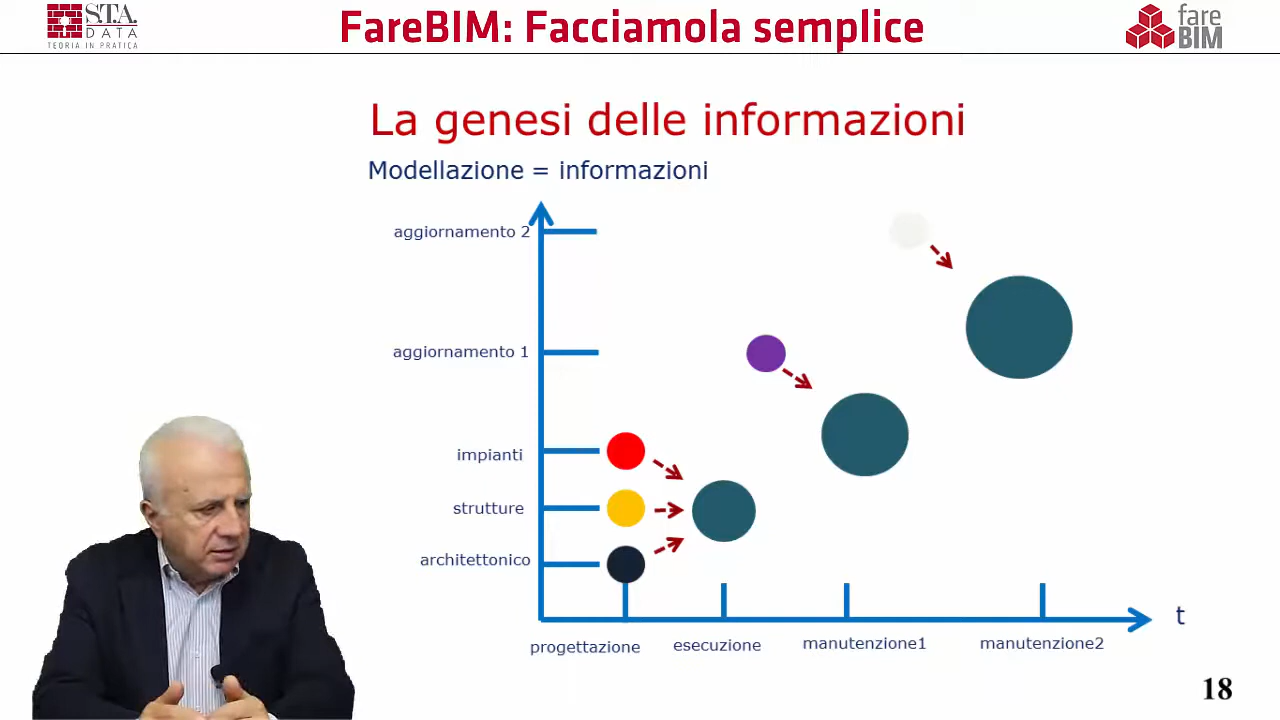 S.T.A.
DATA
TEORIA IN PRATICA
FareBIM: Facciamola semplice
fare
BIM
La genesi delle informazioni
Modellazione = informazioni
aggiornamento 2
aggiornamento 1
impianti
strutture
architettonico
t
progettazione
esecuzione
manutenzione1
manutenzione2
18